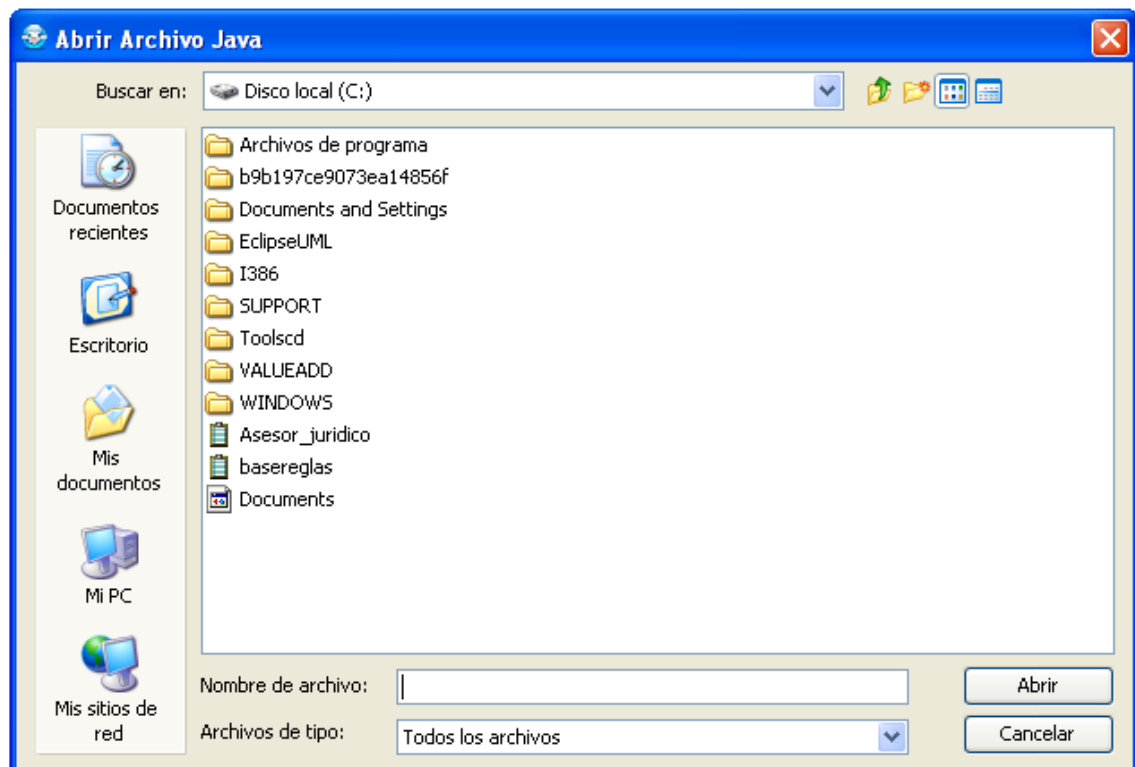 Abrir Archivo Java
Buscar en:
Disco local (C:)
Documentos
recientes
Escritorio
Mis
documentos
Mi PC
Mis sitios de
red
Archivos de programa
b9b197ce9073ea14856f
Documents and Settings
EclipseUML
I386
SUPPORT
Toolscd
VALUEADD
WINDOWS
Asesor_juridico
basereglas
Documents
Nombre de archivo:
Abrir
Archivos de tipo:
Todos los archivos
Cancelar